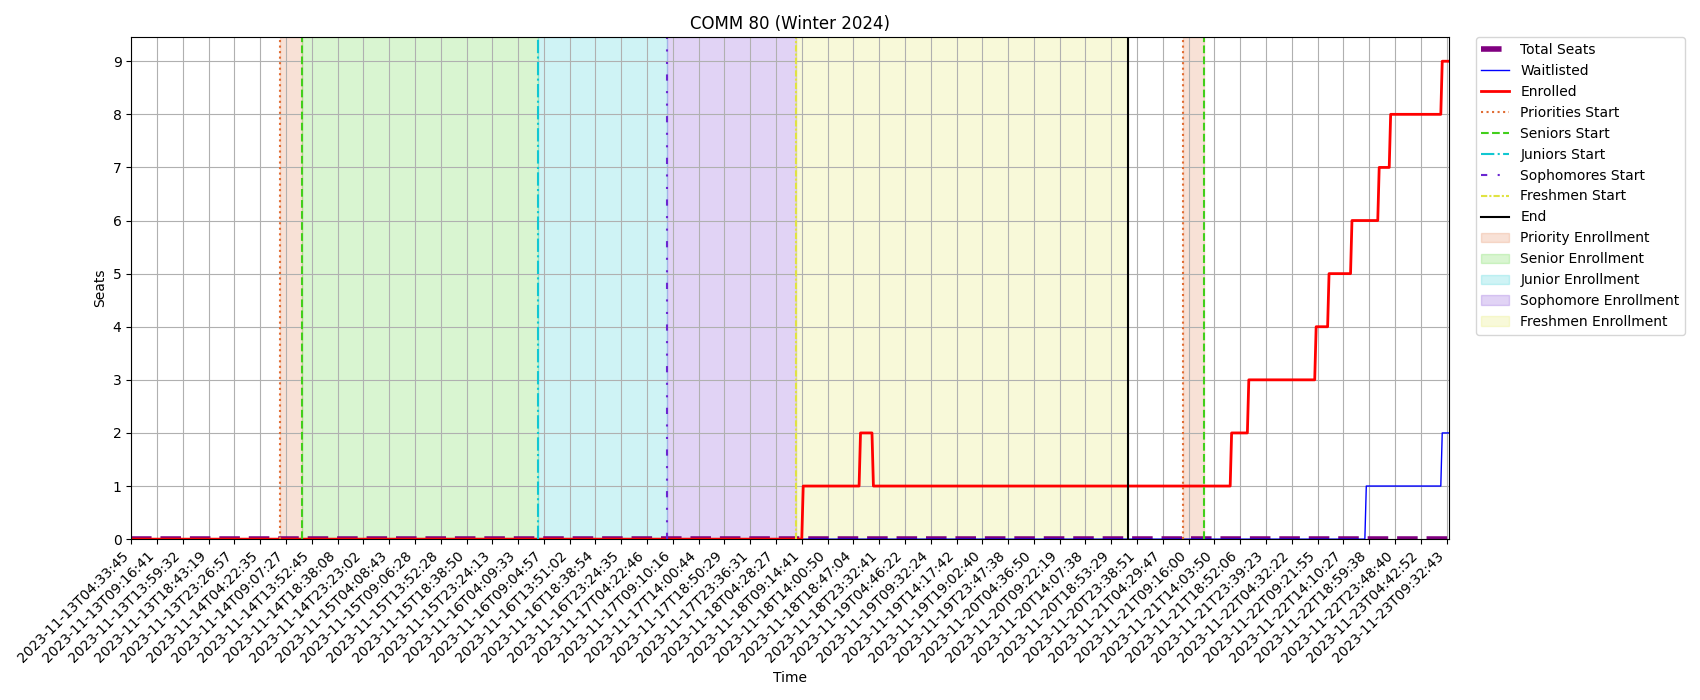 COMM 80 (Winter 2024)
Seats
9
8
7
6
5
4
3
2
1
0
2023-11-13T04:33:45
2023-11-13T09:16:41
2023-11-13T13:59:32
2023-11-13T18:43:19
2023-11-13T23:26:57
2023-11-14T04:22:35
2023-11-14T09:07:27
2023-11-14T13:52:45
2023-11-14T18:38:08
2023-11-14T23:23:02
2023-11-15T04:08:43
2023-11-15T09:06:28
2023-11-15T13:52:28
2023-11-15T18:38:50
2023-11-15T23:24:13
2023-11-16T04:09:33
2023-11-16T09:04:57
2023-11-16T13:51:02
2023-11-16T18:38:54
2023-11-16T23:24:35
2023-11-17T04:22:46
2023-11-17T09:10:16
2023-11-17T14:00:44
2023-11-17T18:50:29
2023-11-17T23:36:31
2023-11-18T04:28:27
2023-11-18T09:14:41
2023-11-18T14:00:50
2023-11-18T18:47:04
2023-11-18T23:32:41
2023-11-19T04:46:22
2023-11-19T09:32:24
2023-11-19T14:17:42
2023-11-19T19:02:40
2023-11-19T23:47:38
2023-11-20T04:36:50
2023-11-20T09:22:19
2023-11-20T14:07:38
2023-11-20T18:53:29
2023-11-20T23:38:51
2023-11-21T04:29:47
2023-11-21T09:16:00
2023-11-21T14:03:50
2023-11-21T18:52:06
2023-11-21T23:39:23
2023-11-22T04:32:22
2023-11-22T09:21:55
2023-11-22T14:10:27
2023-11-22T18:59:38
2023-11-22T23:48:40
2023-11-23T04:42:52
2023-11-23T09:32:43
Time
Total Seats
Waitlisted
Enrolled
Priorities Start
Seniors Start
Juniors Start
Sophomores Start
Freshmen Start
End
Priority Enrollment
Senior Enrollment
Junior Enrollment
Sophomore Enrollment
Freshmen Enrollment